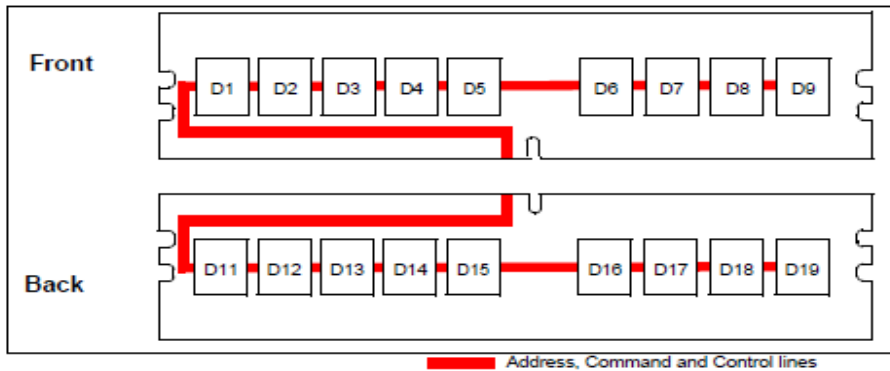 Front
D1 D2 D3 D4 D5 D6 D7 D8 D9
Back
D11 D12 D13 D14 D15 D16 D17 D18 D19
Address, Command and Control lines